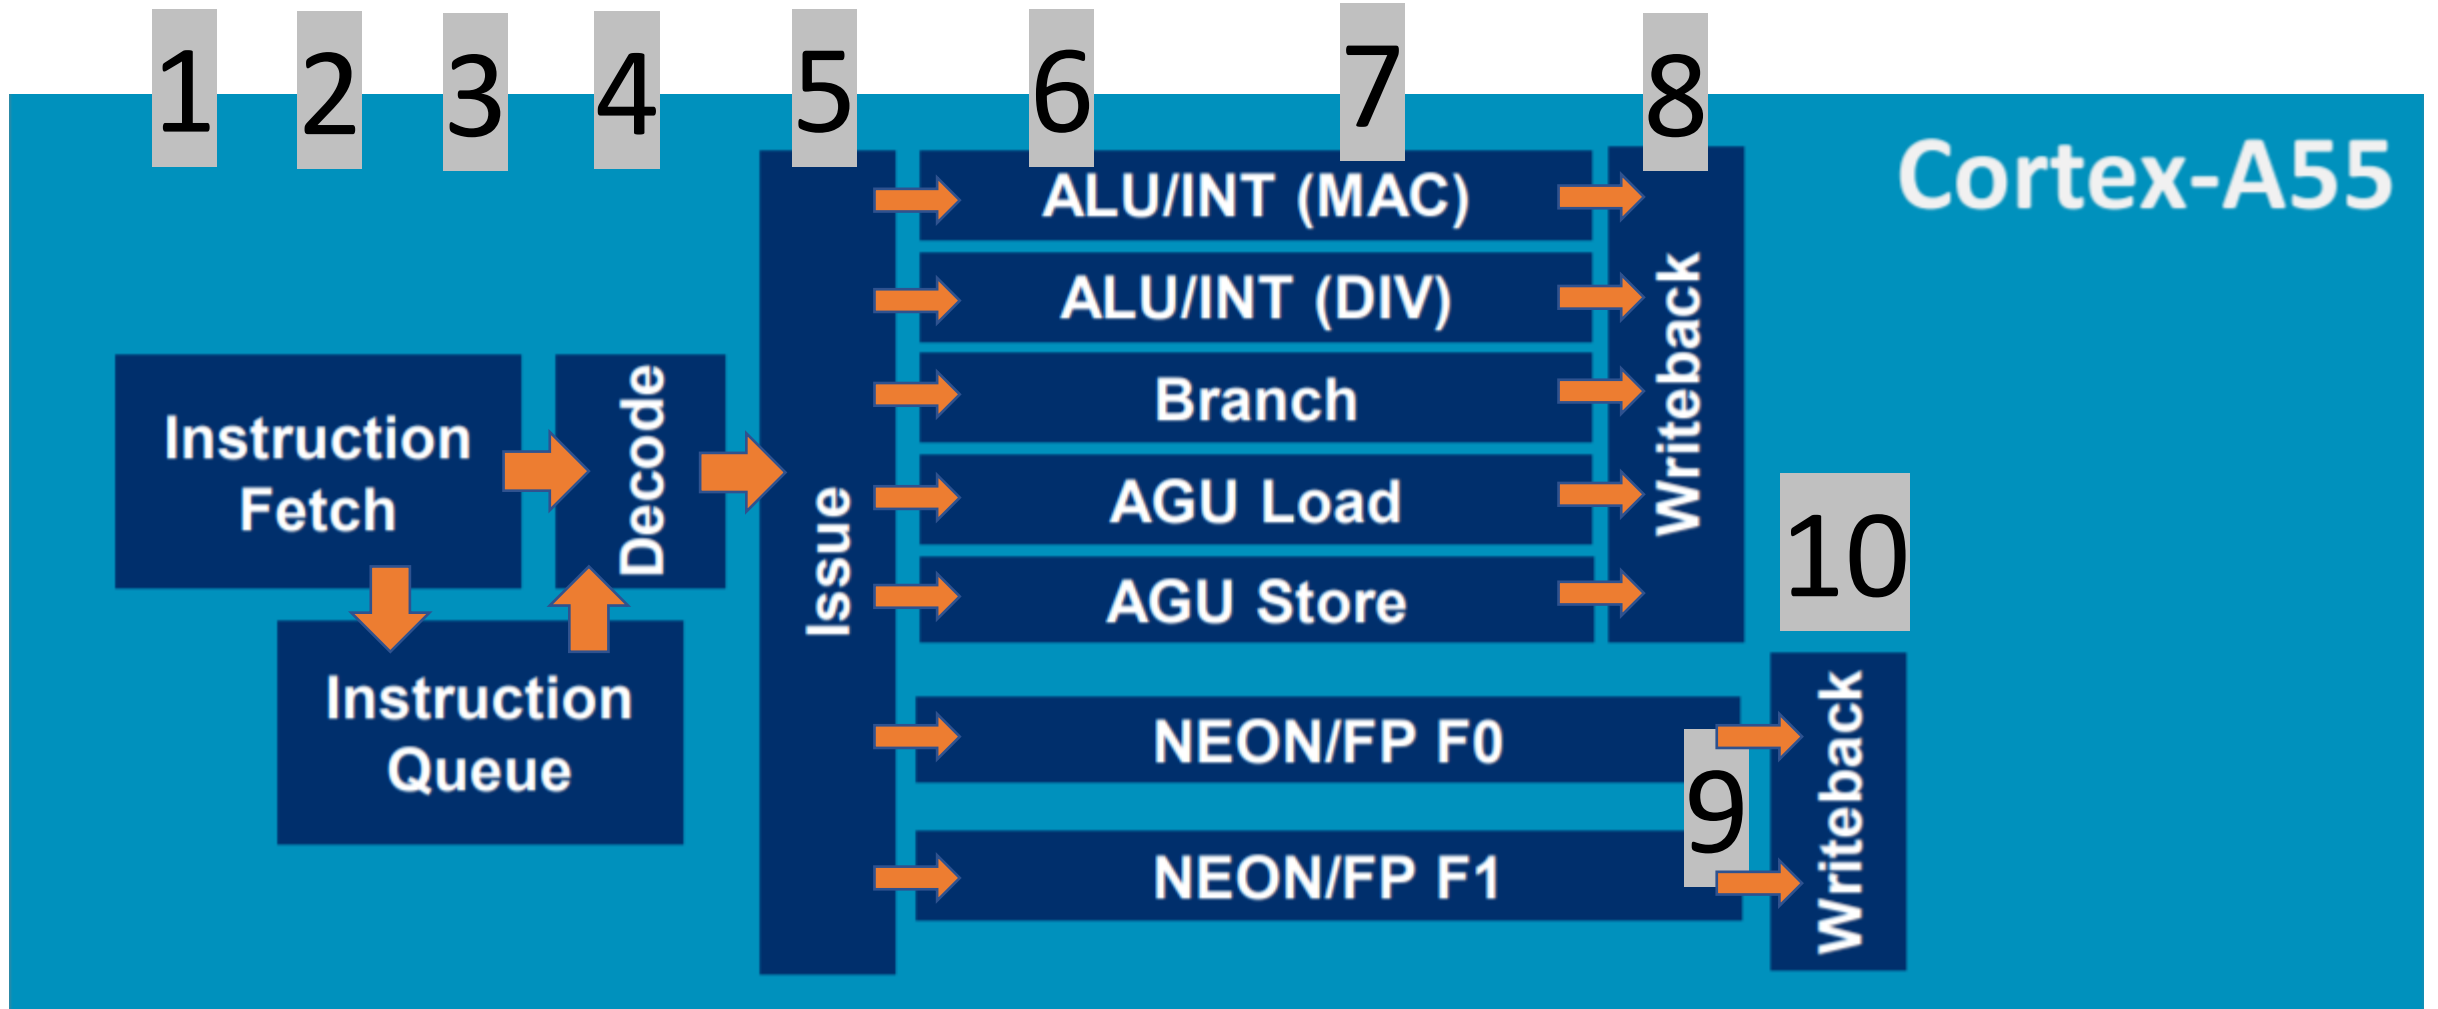 1 2 3 4 5 6 7 8
Cortex-A55
ALU/INT (MAC)
ALU/INT (DIV)
Branch
AGU Load
AGU Store
Writeback
Instruction
Fetch
Decode
Issue
Instruction
Queue
10
NEON/FP F0
9
NEON/FP F1
Writeback